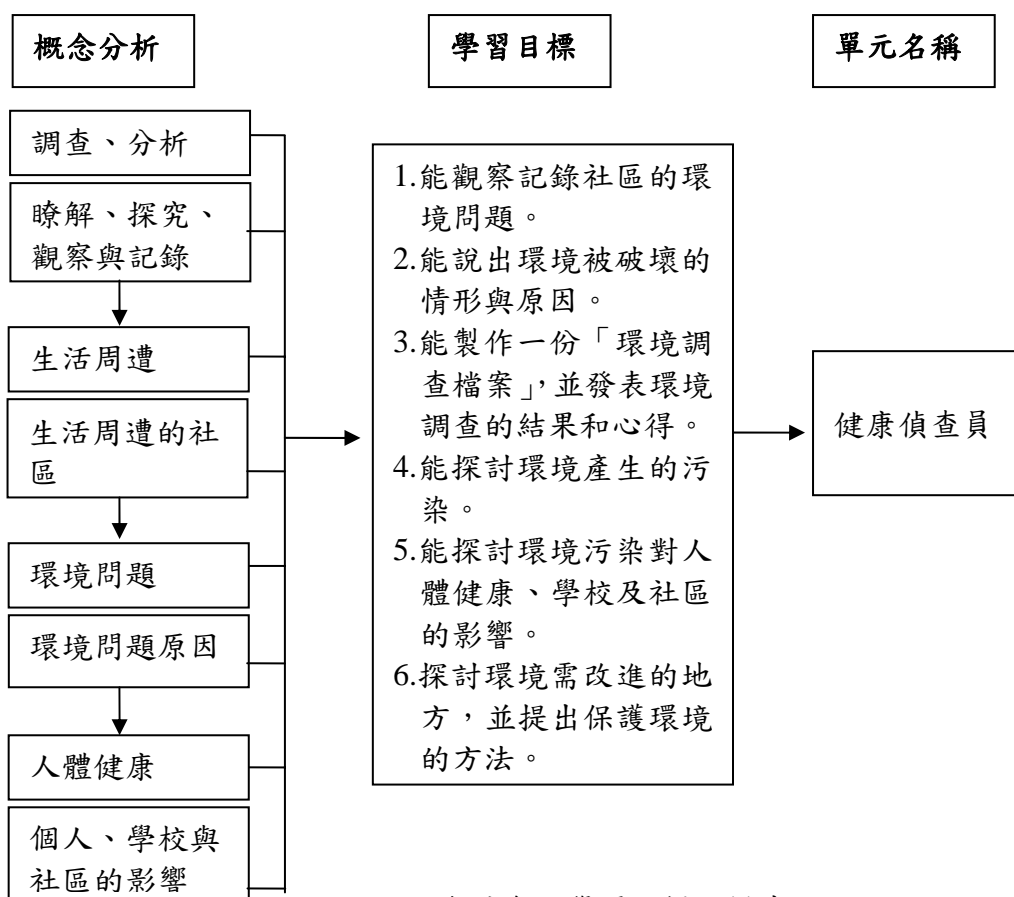 概念分析
學習目標
單元名稱
調查、分析
瞭解、探究、
觀察與記錄
生活周遭
生活周遭的社
區
環境問題
環境問題原因
人體健康
個人、學校與
社區的影響
1.能觀察記錄社區的環
境問題。
2.能說出環境被破壞的
情形與原因。
3.能製作一份「環境調
查檔案」，並發表環境
調查的結果和心得。
4.能探討環境產生的污
染。
5.能探討環境污染對人
體健康、學校及社區
的影響。
6.探討環境需改進的地
方，並提出保護環境
的方法。
健康偵查員